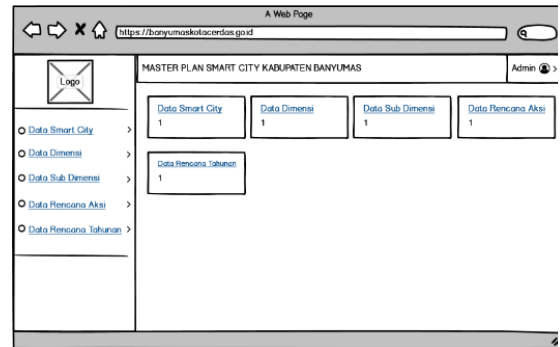 A Web Page
https://banyumaskotacerdas.go.id
Logo
MASTER PLAN SMART CITY KABUPATEN BANYUMAS
Admin
Data Smart City
Data Dimensi
Data Sub Dimensi
Data Rencana Aksi
Data Rencana Tahunan
Data Smart City
1
Data Dimensi
1
Data Sub Dimensi
1
Data Rencana Aksi
1
Data Rencana Tahunan
1